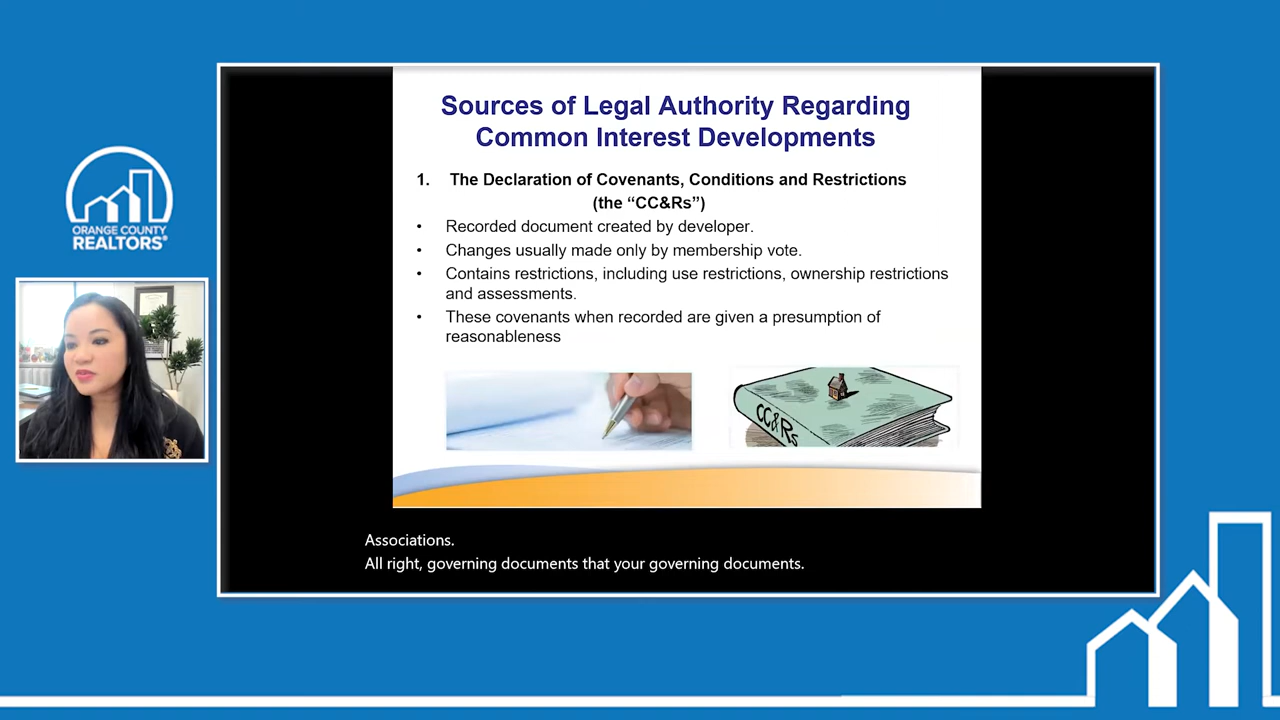 Sources of Legal Authority Regarding
Common Interest Developments
1. The Declaration of Covenants, Conditions and Restrictions
(the “CC&Rs”)
• Recorded document created by developer.
• Changes usually made only by membership vote.
• Contains restrictions, including use restrictions, ownership restrictions
and assessments.
• These covenants when recorded are given a presumption of
reasonableness
CC&Rs
ORANGE COUNTY
REALTORS®
Associations.
All right, governing documents that your governing documents.